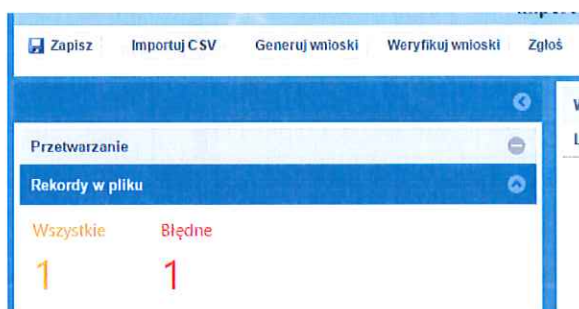 Zapisz Importuj CSV Generuj wnioski Weryfikuj wnioski Zgłoś
Przetwarzanie
Rekordy w pliku
Wszystkie Błędne
1 1